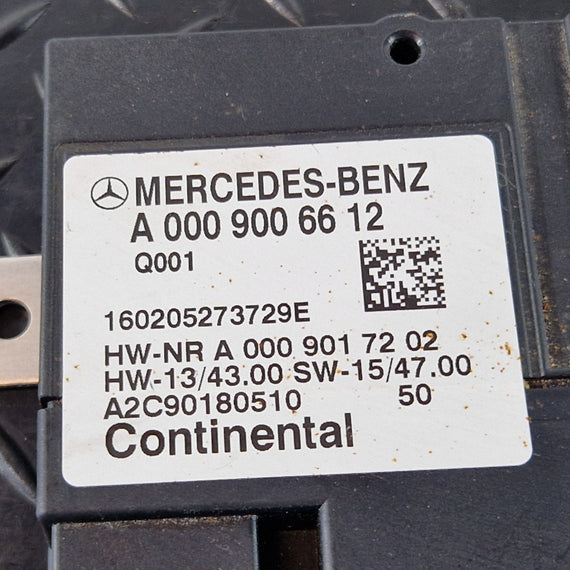 MERCEDES-BENZ
A 000 900 66 12
Q001
160205273729E
HW-NR A 000 901 72 02
HW-13/43.00 SW-15/47.00
A2C90180510 50
Continental